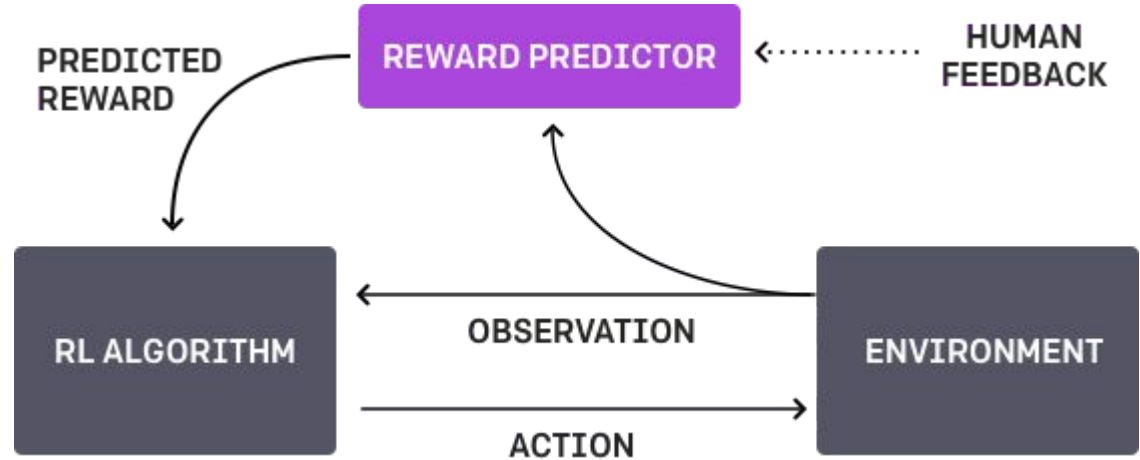 PREDICTED
REWARD
REWARD PREDICTOR
HUMAN
FEEDBACK
RL ALGORITHM
OBSERVATION
ACTION
ENVIRONMENT